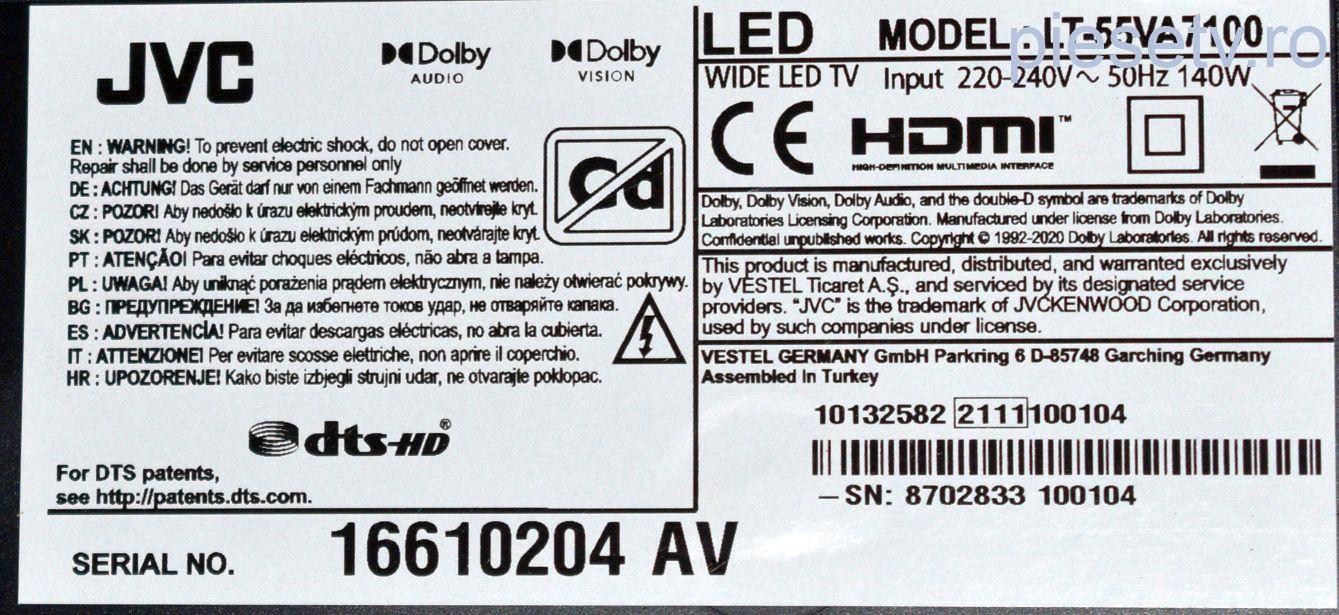 JVC
Dolby
AUDIO
Dolby
VISION
EN : WARNING! To prevent electric shock, do not open cover.
Repair shall be done by service personnel only
DE : ACHTUNG! Das Gerät darf nur von einem Fachmann geöffnet werden.
CZ : POZOR! Aby nedošlo k úrazu elektrickým proudem, neotvírejte kryt.
SK : POZOR! Aby nedošlo k úrazu elektrickým prúdom, neotvárajte kryt.
PT : ATENÇÃO! Para evitar choques eléctricos, não abra a tampa.
PL : UWAGA! Aby uniknąć porażenia prądem elektrycznym, nie należy otwierać pokrywy.
BG : ПРЕДУПРЕЖДЕНИЕ! За да избегнете токов удар, не отваряйте капака.
ES : ADVERTENCİA! Para evitar descargas eléctricas, no abra la cubierta.
IT : ATTENZIONE! Per evitare scosse elettriche, non aprire il coperchio.
HR : UPOZORENJE! Kako biste izbjegli strujni udar, ne otvarajte poklopac.
Cd
dts-HD®
For DTS patents,
see http://patents.dts.com.
SERIAL NO. 16610204 AV
LED MODEL : LT-55VA7100
piesetv.ro
WIDE LED TV Input 220-240V~ 50Hz 140W
CE HDMI™
HIGH-DEFINITION MULTIMEDIA INTERFACE
Dolby, Dolby Vision, Dolby Audio, and the double-D symbol are trademarks of Dolby
Laboratories Licensing Corporation. Manufactured under license from Dolby Laboratories.
Confidential unpublished works. Copyright © 1992-2020 Dolby Laboratories. All rights reserved.
This product is manufactured, distributed, and warranted exclusively
by VESTEL Ticaret A.Ş., and serviced by its designated service
providers. “JVC” is the trademark of JVCKENWOOD Corporation,
used by such companies under license.
VESTEL GERMANY GmbH Parkring 6 D-85748 Garching Germany
Assembled In Turkey
10132582 2111 100104
–SN: 8702833 100104